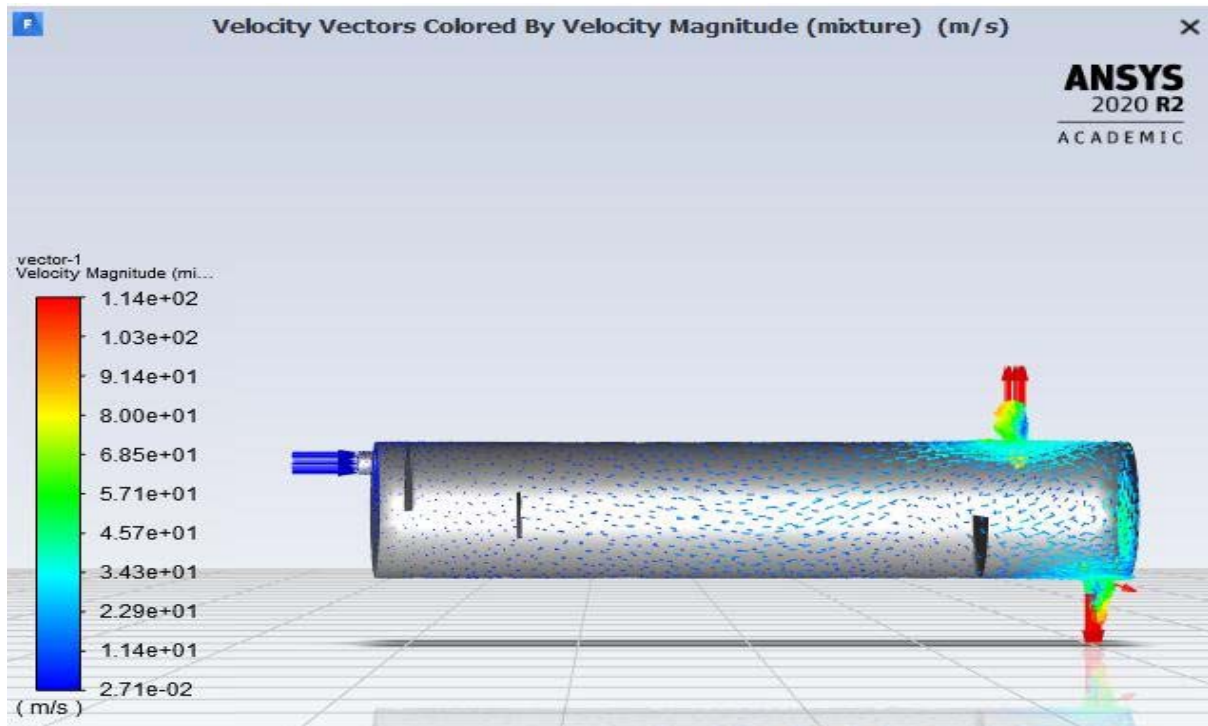 F
Velocity Vectors Colored By Velocity Magnitude (mixture) (m/s)
ANSYS
2020 R2
ACADEMIC
vector-1
Velocity Magnitude (mi...
1.14e+02
1.03e+02
9.14e+01
8.00e+01
6.85e+01
5.71e+01
4.57e+01
3.43e+01
2.29e+01
1.14e+01
2.71e-02
( m/s )